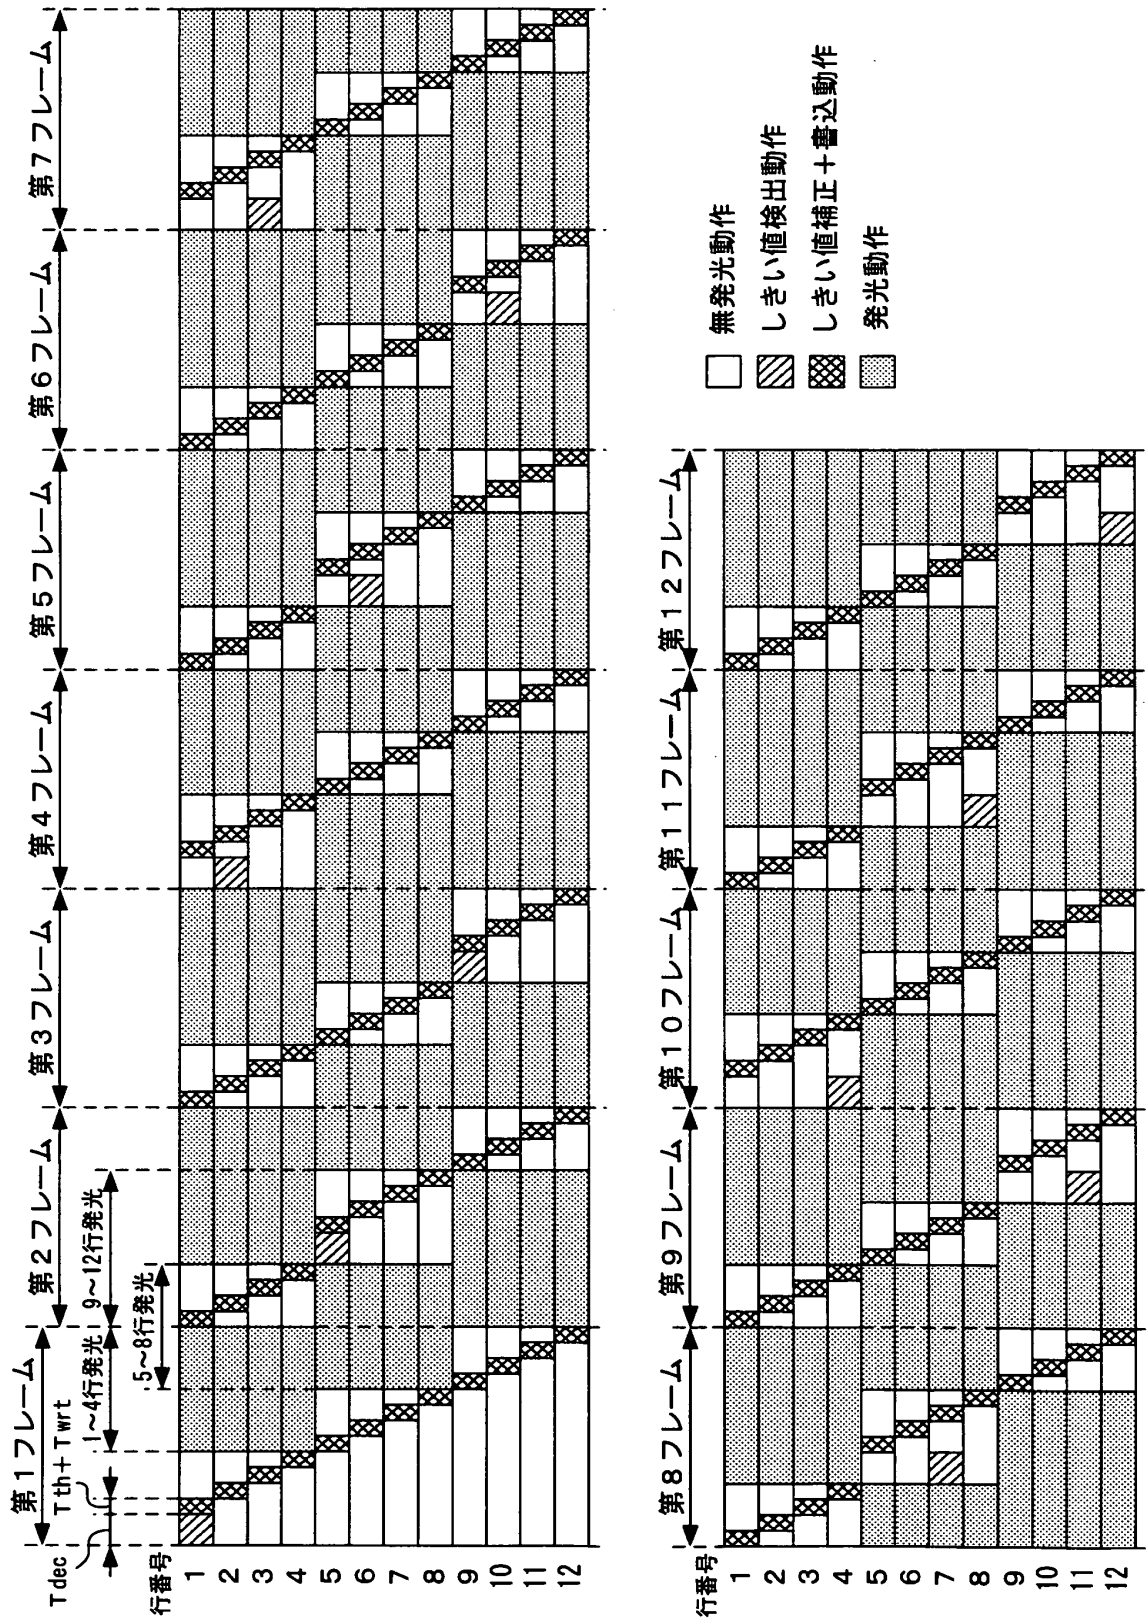 第1フレーム
第2フレーム
第3フレーム
第4フレーム
第5フレーム
第6フレーム
第7フレーム
Tdec
Tth+Twrt
1~4行発光
9~12行発光
5~8行発光
行番号
1
2
3
4
5
6
7
8
9
10
11
12
第8フレーム
第9フレーム
第10フレーム
第11フレーム
第12フレーム
行番号
1
2
3
4
5
6
7
8
9
10
11
12
無発光動作
しきい値検出動作
しきい値補正+書込動作
発光動作